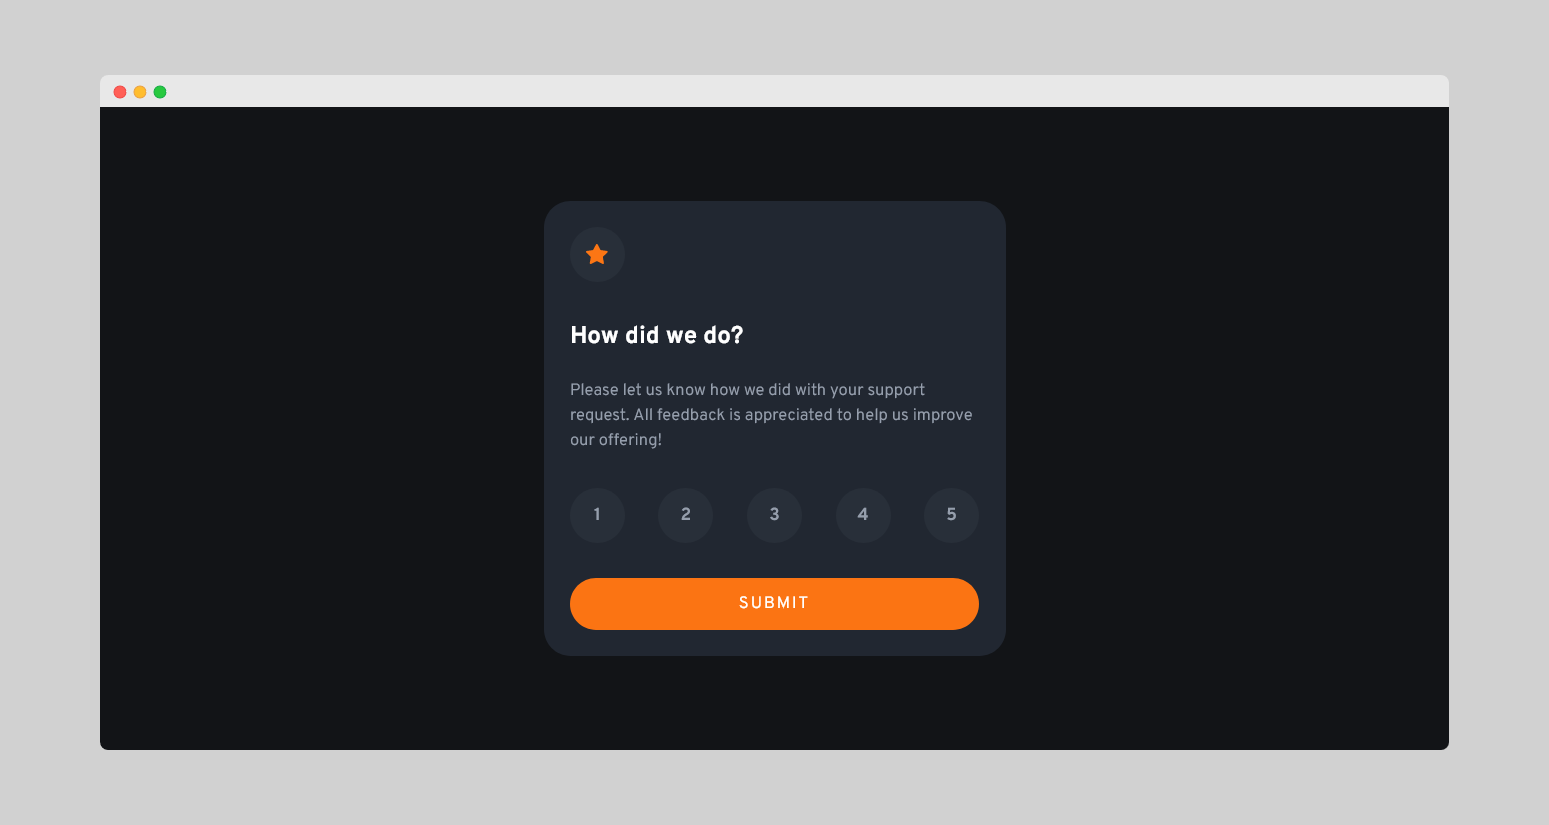 How did we do?
Please let us know how we did with your support
request. All feedback is appreciated to help us improve
our offering!
1 2 3 4 5
SUBMIT